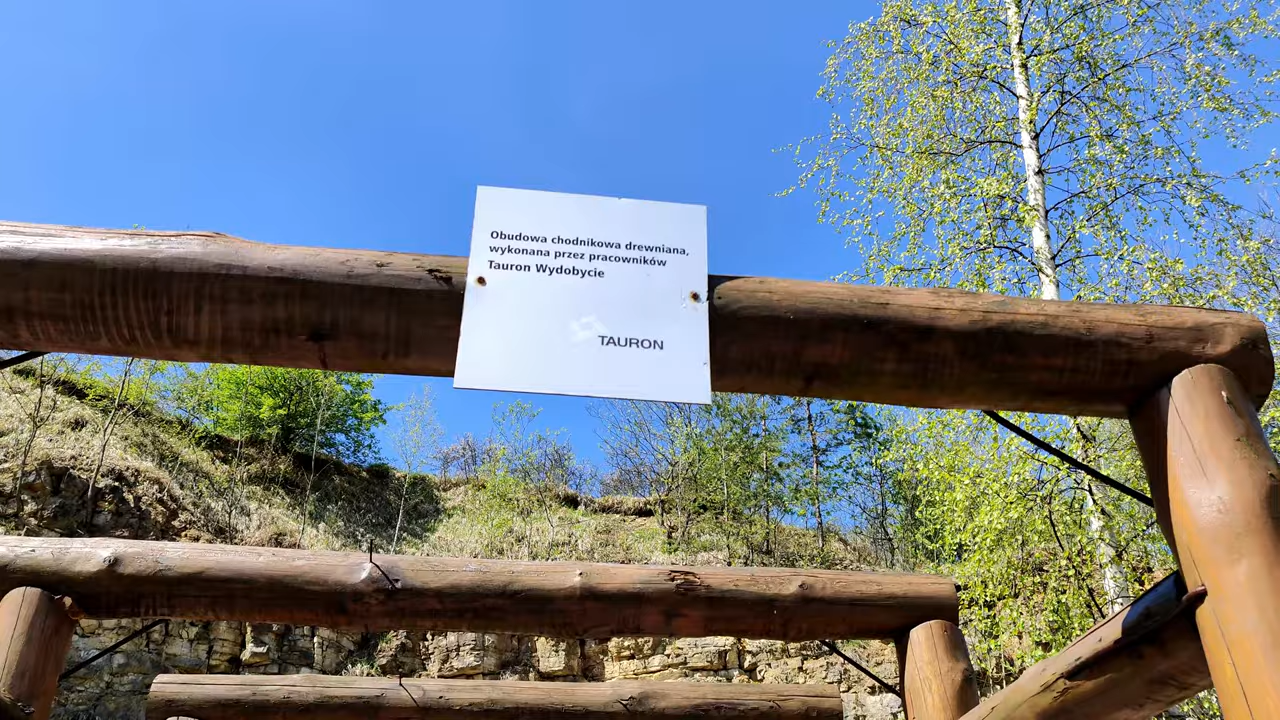 Obudowa chodnikowa drewniana,
wykonana przez pracowników
Tauron Wydobycie
TAURON